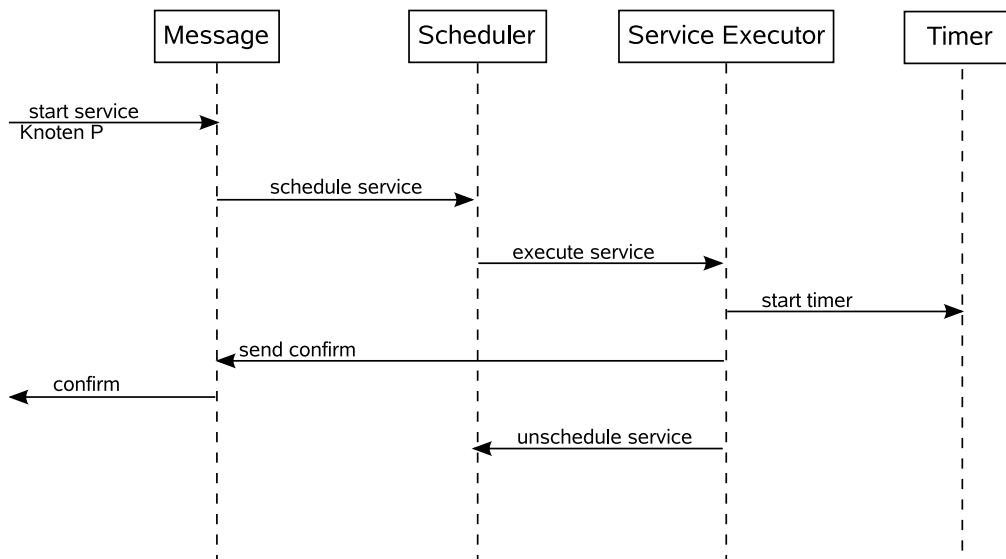 Message
Scheduler
Service Executor
Timer
start service
Knoten P
schedule service
execute service
start timer
send confirm
confirm
unschedule service